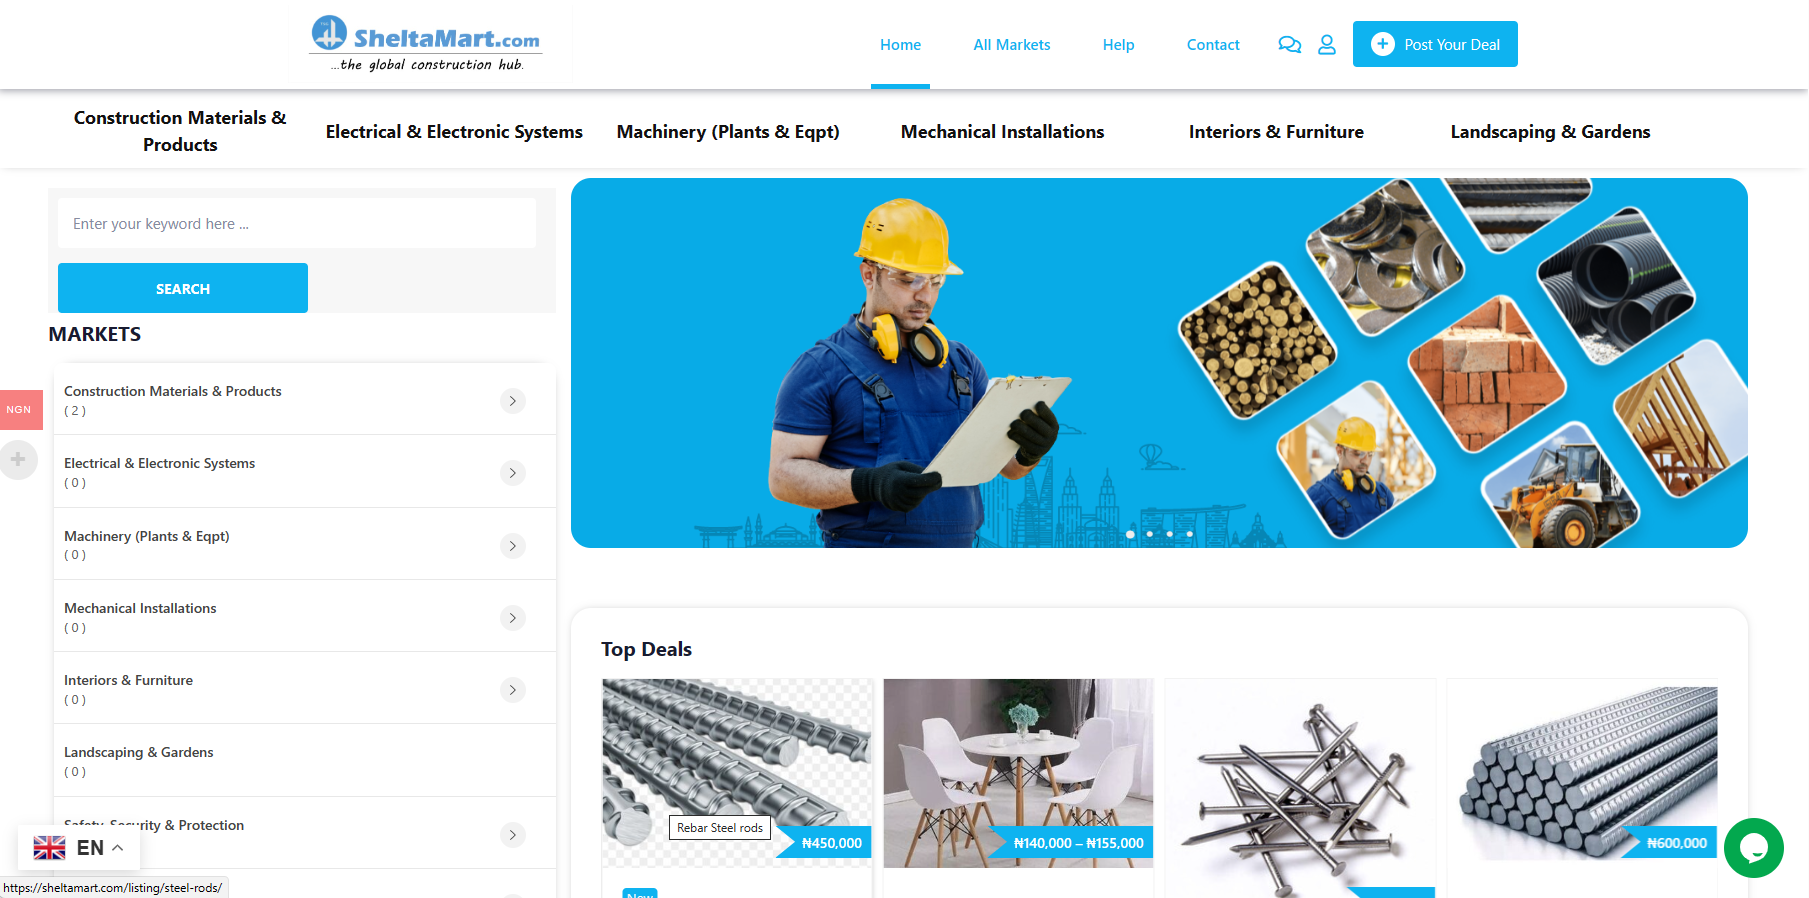 SheltaMart.com
...the global construction hub.
Home
All Markets
Help
Contact
Post Your Deal
Construction Materials &
Products
Electrical & Electronic Systems
Machinery (Plants & Eqpt)
Mechanical Installations
Interiors & Furniture
Landscaping & Gardens
Enter your keyword here ...
SEARCH
MARKETS
Construction Materials & Products
( 2 )
Electrical & Electronic Systems
( 0 )
Machinery (Plants & Eqpt)
( 0 )
Mechanical Installations
( 0 )
Interiors & Furniture
( 0 )
Landscaping & Gardens
( 0 )
Safety, Security & Protection
NGN
EN
https://sheltamart.com/listing/steel-rods/
Top Deals
Rebar Steel rods
₦450,000
₦140,000 – ₦155,000
₦600,000
New